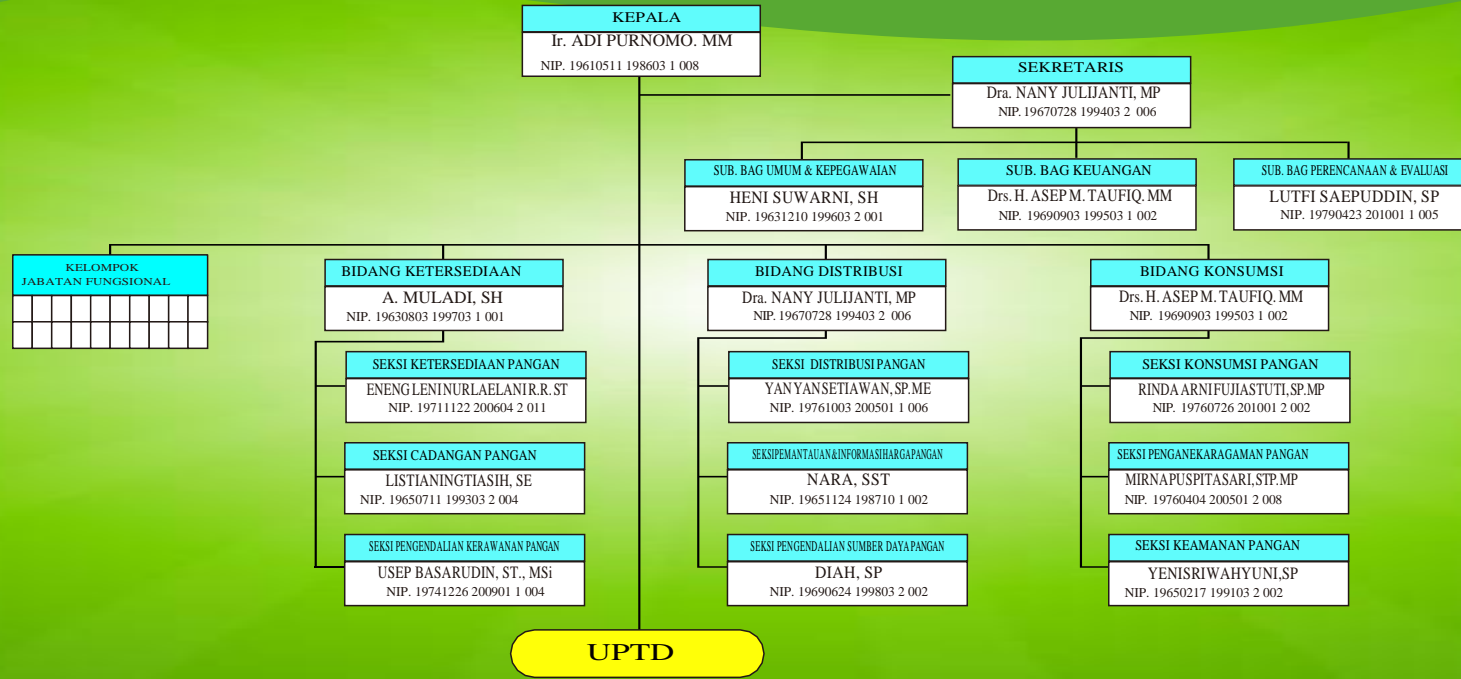 KEPALA
Ir. ADI PURNOMO. MM
NIP. 19610511 198603 1 008
SEKRETARIS
Dra. NANY JULIJANTI, MP
NIP. 19670728 199403 2 006
SUB. BAG UMUM & KEPEGAWAIAN
HENI SUWARNI, SH
NIP. 19631210 199603 2 001
SUB. BAG KEUANGAN
Drs. H. ASEP M. TAUFIQ. MM
NIP. 19690903 199503 1 002
SUB. BAG PERENCANAAN & EVALUASI
LUTFI SAEPUDDIN, SP
NIP. 19790423 201001 1 005
KELOMPOK
JABATAN FUNGSIONAL
BIDANG KETERSEDIAAN
A. MULADI, SH
NIP. 19630803 199703 1 001
SEKSI KETERSEDIAAN PANGAN
ENENG LENI NURLAELANI R.R. ST
NIP. 19711122 200604 2 011
SEKSI CADANGAN PANGAN
LISTIANINGTIASIH, SE
NIP. 19650711 199303 2 004
SEKSI PENGENDALIAN KERAWANAN PANGAN
USEP BASARUDIN, ST., MSi
NIP. 19741226 200901 1 004
BIDANG DISTRIBUSI
Dra. NANY JULIJANTI, MP
NIP. 19670728 199403 2 006
SEKSI DISTRIBUSI PANGAN
YANYAN SETIAWAN, SP.ME
NIP. 19761003 200501 1 006
SEKSI PEMANTAUAN & INFORMASI HARGA PANGAN
NARA, SST
NIP. 19651124 198710 1 002
SEKSI PENGENDALIAN SUMBER DAYA PANGAN
DIAH, SP
NIP. 19690624 199803 2 002
BIDANG KONSUMSI
Drs. H. ASEP M. TAUFIQ. MM
NIP. 19690903 199503 1 002
SEKSI KONSUMSI PANGAN
RINDA ARNI FUJIASTUTI, SP.MP
NIP. 19760726 201001 2 002
SEKSI PENGANEKARAGAMAN PANGAN
MIRNA PUSPITASARI, STP.MP
NIP. 19760404 200501 2 008
SEKSI KEAMANAN PANGAN
YENI SRI WAHYUNI, SP
NIP. 19650217 199103 2 002
UPTD